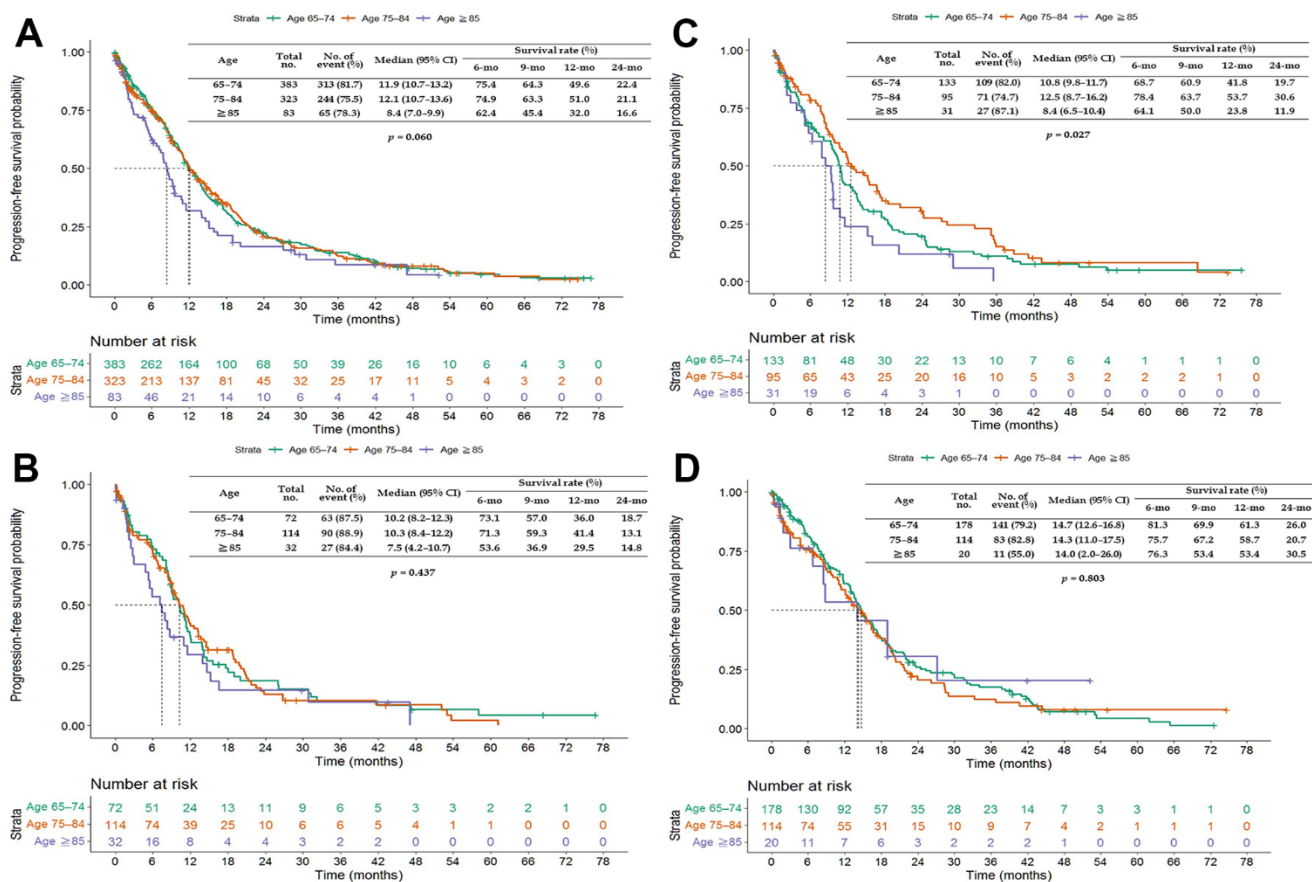 A
Strata Age 65–74 Age 75–84 Age ≧85
Progression-free survival probability
1.00
0.75
0.50
0.25
0.00
Age Total no. No. of event (%) Median (95% CI) Survival rate (%)
6-mo 9-mo 12-mo 24-mo
65–74 383 313 (81.7) 11.9 (10.7–13.2) 75.4 64.3 49.6 22.4
75–84 323 244 (75.5) 12.1 (10.7–13.6) 74.9 63.3 51.0 21.1
≧85 83 65 (78.3) 8.4 (7.0–9.9) 62.4 45.4 32.0 16.6
p = 0.060
0 6 12 18 24 30 36 42 48 54 60 66 72 78
Time (months)
Number at risk
Strata
Age 65–74 383 262 164 100 68 50 39 26 16 10 6 4 3 0
Age 75–84 323 213 137 81 45 32 25 17 11 5 4 3 2 0
Age ≧85 83 46 21 14 10 6 4 4 1 0 0 0 0 0
0 6 12 18 24 30 36 42 48 54 60 66 72 78
Time (months)
B
Strata Age 65–74 Age 75–84 Age ≧85
Progression-free survival probability
1.00
0.75
0.50
0.25
0.00
Age Total no. No. of event (%) Median (95% CI) Survival rate (%)
6-mo 9-mo 12-mo 24-mo
65–74 72 63 (87.5) 10.2 (8.2–12.3) 73.1 57.0 36.0 18.7
75–84 114 90 (88.9) 10.3 (8.4–12.2) 71.3 59.3 41.4 13.1
≧85 32 27 (84.4) 7.5 (4.2–10.7) 53.6 36.9 29.5 14.8
p = 0.437
0 6 12 18 24 30 36 42 48 54 60 66 72 78
Time (months)
Number at risk
Strata
Age 65–74 72 51 24 13 11 9 6 5 3 3 2 2 1 0
Age 75–84 114 74 39 25 10 6 6 5 4 1 1 0 0 0
Age ≧85 32 16 8 4 4 3 2 2 0 0 0 0 0 0
0 6 12 18 24 30 36 42 48 54 60 66 72 78
Time (months)
C
Strata Age 65–74 Age 75–84 Age ≧85
Progression-free survival probability
1.00
0.75
0.50
0.25
0.00
Age Total no. No. of event (%) Median (95% CI) Survival rate (%)
6-mo 9-mo 12-mo 24-mo
65–74 133 109 (82.0) 10.8 (9.8–11.7) 68.7 60.9 41.8 19.7
75–84 95 71 (74.7) 12.5 (8.7–16.2) 78.4 63.7 53.7 30.6
≧85 31 27 (87.1) 8.4 (6.5–10.4) 64.1 50.0 23.8 11.9
p = 0.027
0 6 12 18 24 30 36 42 48 54 60 66 72 78
Time (months)
Number at risk
Strata
Age 65–74 133 81 48 30 22 13 10 7 6 4 1 1 1 0
Age 75–84 95 65 43 25 20 16 10 5 3 2 2 2 1 0
Age ≧85 31 19 6 4 3 1 0 0 0 0 0 0 0 0
0 6 12 18 24 30 36 42 48 54 60 66 72 78
Time (months)
D
Strata Age 65–74 Age 75–84 Age ≧85
Progression-free survival probability
1.00
0.75
0.50
0.25
0.00
Age Total no. No. of event (%) Median (95% CI) Survival rate (%)
6-mo 9-mo 12-mo 24-mo
65–74 178 141 (79.2) 14.7 (12.6–16.8) 81.3 69.9 61.3 26.0
75–84 114 83 (82.8) 14.3 (11.0–17.5) 75.7 67.2 58.7 20.7
≧85 20 11 (55.0) 14.0 (2.0–26.0) 76.3 53.4 53.4 30.5
p = 0.803
0 6 12 18 24 30 36 42 48 54 60 66 72 78
Time (months)
Number at risk
Strata
Age 65–74 178 130 92 57 35 28 23 14 7 3 3 1 1 0
Age 75–84 114 74 55 31 15 10 9 7 4 2 1 1 1 0
Age ≧85 20 11 7 6 3 2 2 2 1 0 0 0 0 0
0 6 12 18 24 30 36 42 48 54 60 66 72 78
Time (months)